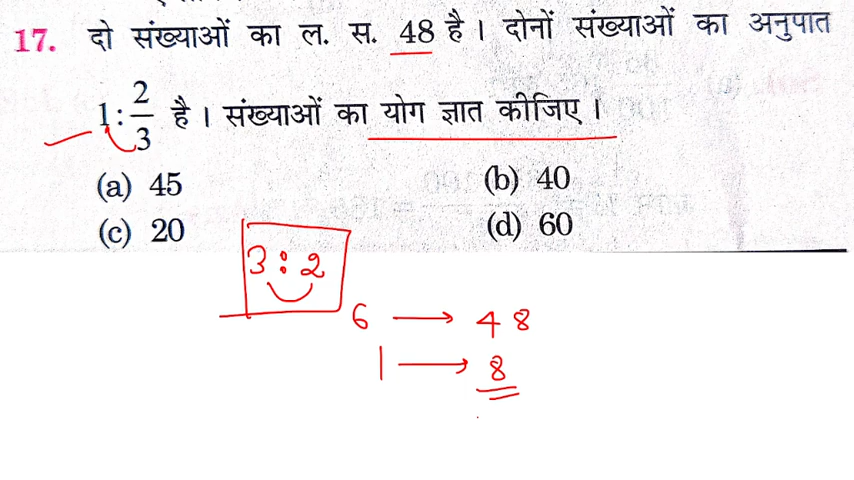 17. दो संख्याओं का ल. स. 48 है। दोनों संख्याओं का अनुपात
1 : 2/3 है। संख्याओं का योग ज्ञात कीजिए।
(a) 45 (b) 40
(c) 20 (d) 60
3 : 2
6 → 48
1 → 8